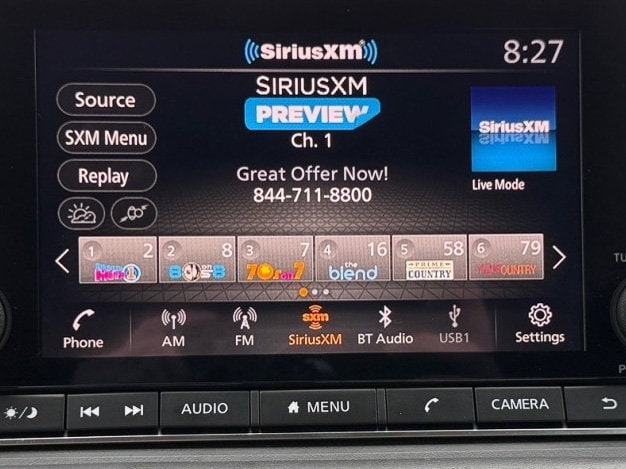 SiriusXM 8:27
SIRIUSXM
PREVIEW
Ch. 1
Source
SXM Menu
Replay
Great Offer Now!
844-711-8800
SiriusXM
Live Mode
1 2
2 8 80s on 8
3 7 70s on 7
4 16 the blend
5 58 PRIME COUNTRY
6 79 COUNTRY
Phone AM FM sxm SiriusXM BT Audio USB1 Settings
TU
P
AUDIO MENU CAMERA